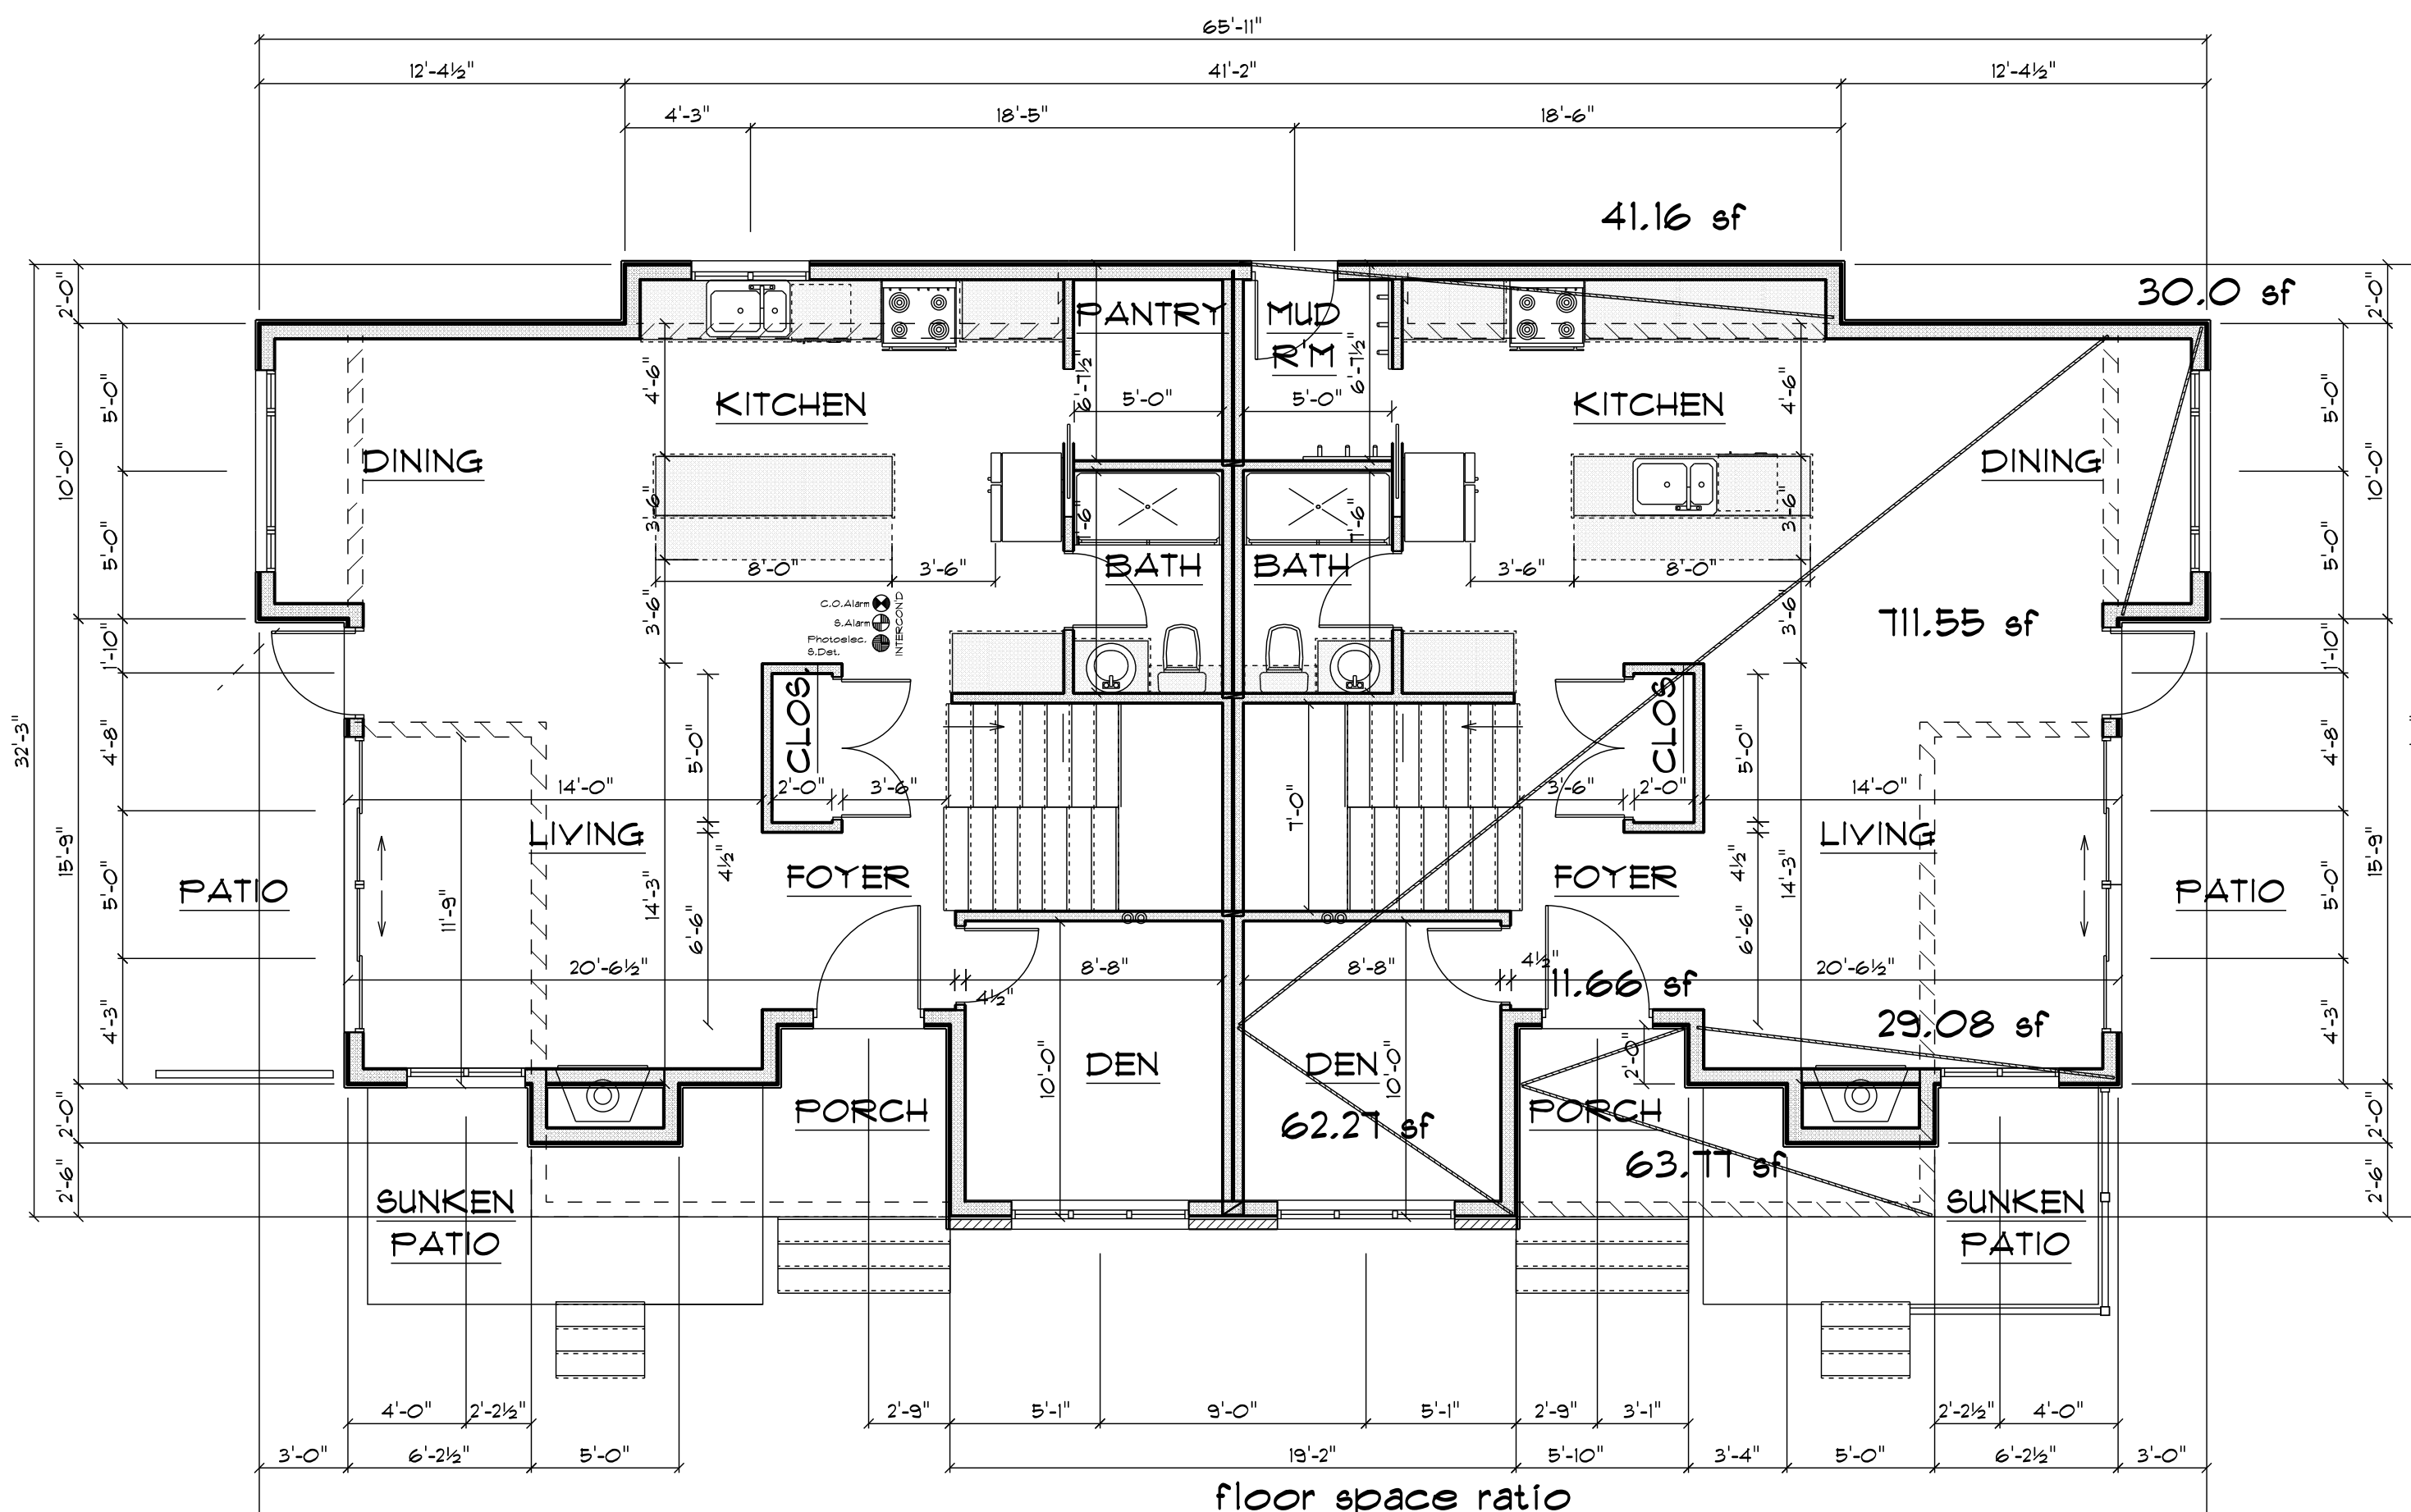 65'-11"
12'-4½" 41'-2" 12'-4½"
4'-3" 18'-5" 18'-6"
41.16 sf
30.0 sf
2'-0" 2'-0"
PANTRY MUD
R'M
6'-7½" 6'-7½"
4'-6" 4'-6"
5'-0" 5'-0"
5'-0" 5'-0"
KITCHEN KITCHEN
DINING DINING
10'-0" 10'-0"
3'-6" 3'-6"
5'-0" 5'-0"
BATH BATH
8'-0" 3'-6" 3'-6" 8'-0"
C.O.Alarm
S.Alarm
Photoelec.
S.Det.
INTERCON'D
3'-6" 3'-6"
711.55 sf
1'-10" 1'-10"
CLOS. CLOS.
32'-3"
4'-8" 5'-0" 5'-0" 4'-8"
14'-0" 2'-0" 3'-6" 3'-6" 2'-0" 14'-0"
7'-0"
LIVING LIVING
15'-9" 15'-9"
4½" 4½"
FOYER FOYER
PATIO PATIO
5'-0" 5'-0"
11'-9" 14'-3" 14'-3"
6'-6" 6'-6"
20'-6½" 8'-8" 8'-8" 4½" 20'-6½"
4½"
11.66 sf
29.08 sf
4'-3" 4'-3"
DEN DEN
10'-0" 10'-0" 2'-0"
PORCH PORCH
62.27 sf
2'-0" 2'-0"
63.77 sf
2'-6" 2'-6"
SUNKEN SUNKEN
PATIO PATIO
4'-0" 2'-2½" 2'-9" 5'-1" 9'-0" 5'-1" 2'-9" 3'-1" 2'-2½" 4'-0"
3'-0" 6'-2½" 5'-0" 19'-2" 5'-10" 3'-4" 5'-0" 6'-2½" 3'-0"
floor space ratio